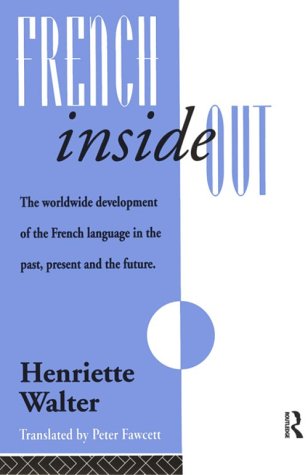 FRENCH
inside
OUT
The worldwide development
of the French language in the
past, present and the future.
Henriette
Walter
Translated by Peter Fawcett
ROUTLEDGE